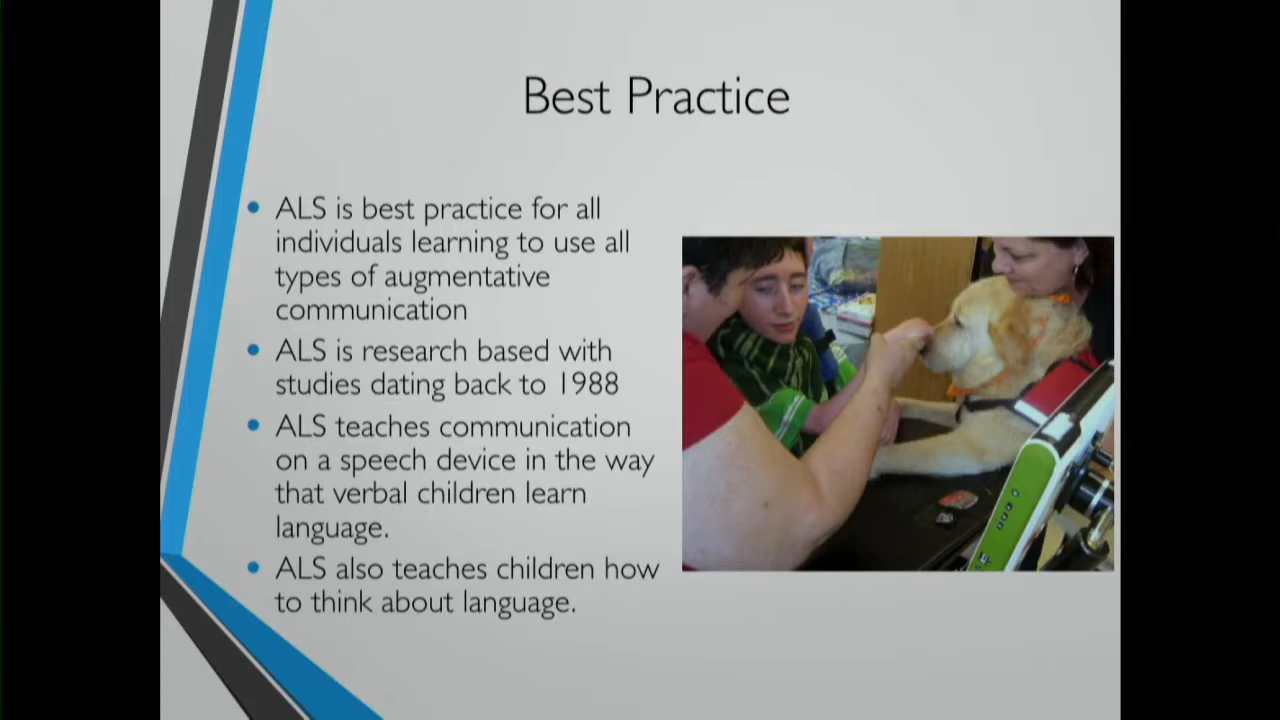 Best Practice
• ALS is best practice for all
individuals learning to use all
types of augmentative
communication
• ALS is research based with
studies dating back to 1988
• ALS teaches communication
on a speech device in the way
that verbal children learn
language.
• ALS also teaches children how
to think about language.